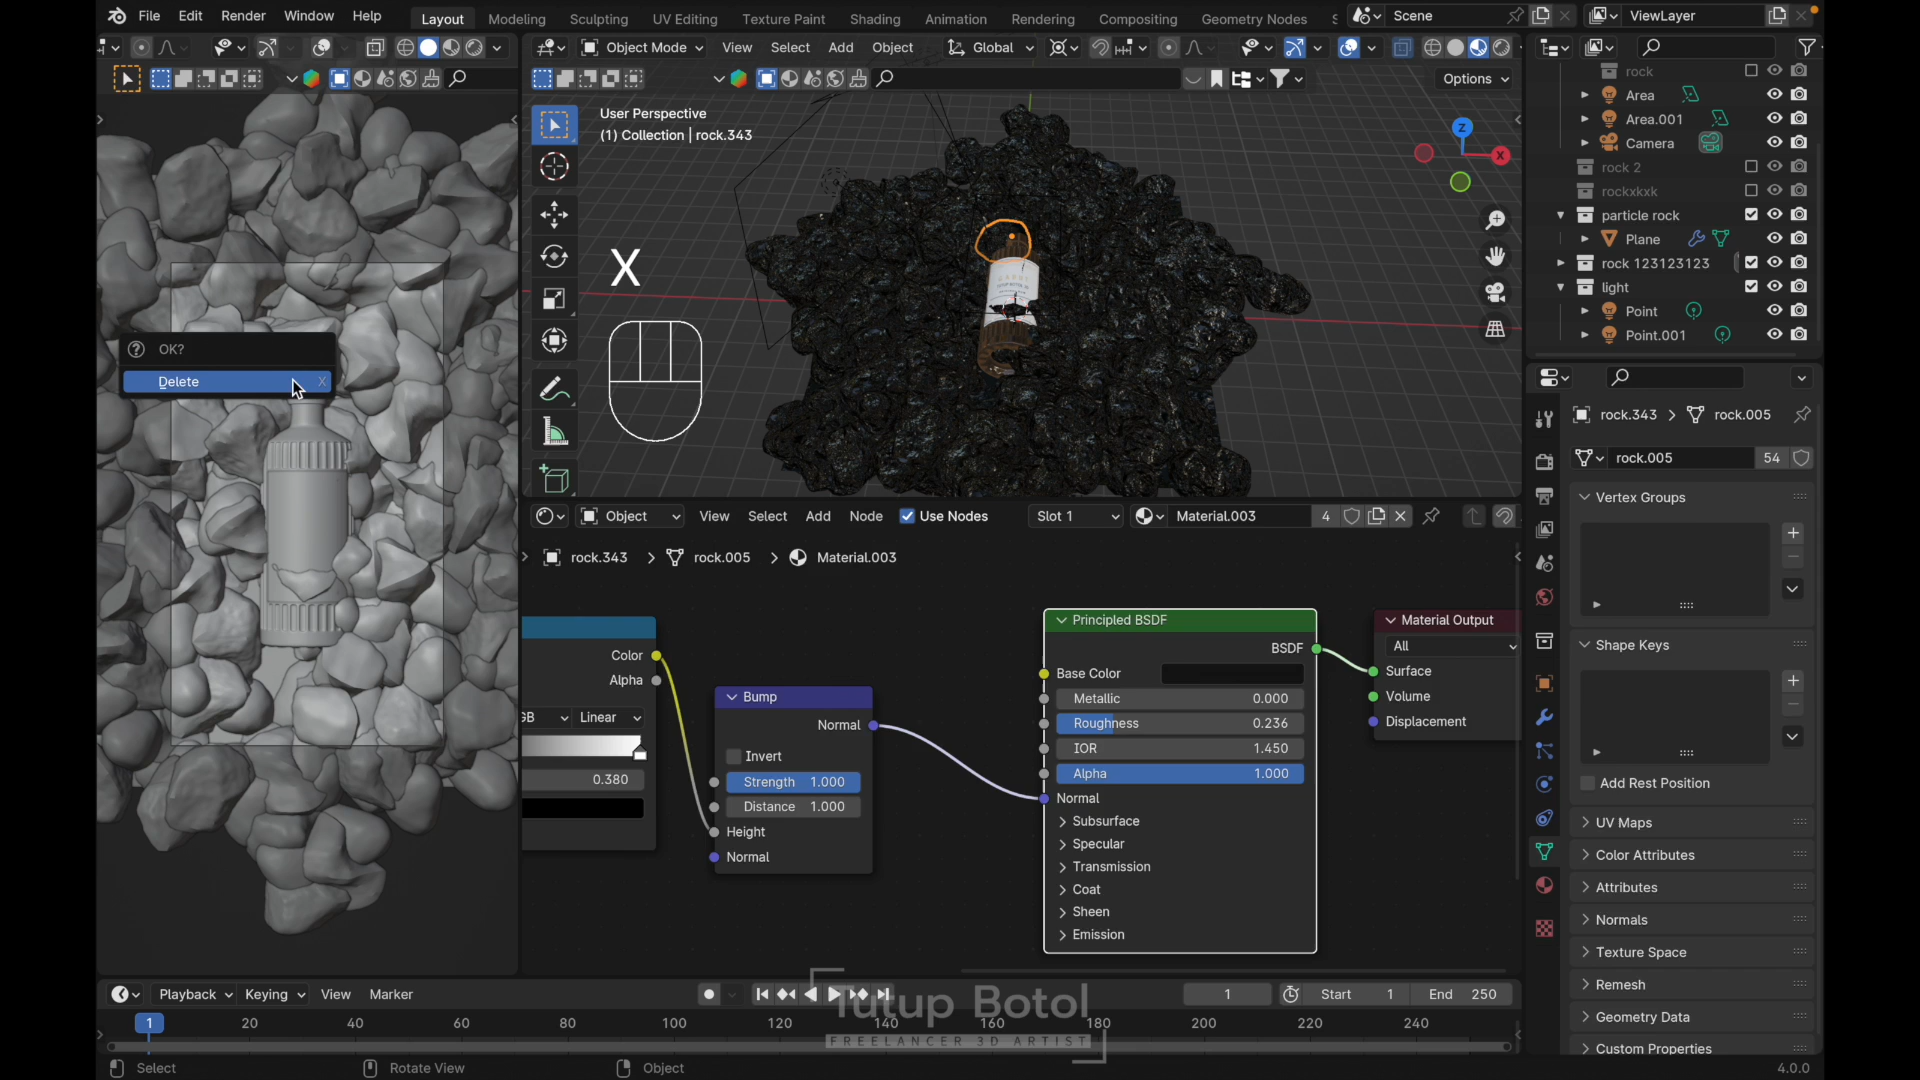 File Edit Render Window Help
Layout Modeling Sculpting UV Editing Texture Paint Shading Animation Rendering Compositing Geometry Nodes
Scene
ViewLayer
Object Mode View Select Add Object
Global
Options
User Perspective
(1) Collection | rock.343
Z
X
X
OK?
Delete X
rock
Area
Area.001
Camera
rock 2
rockxkxk
particle rock
Plane
rock 123123123
light
Point
Point.001
rock.343 > rock.005
rock.005 54
Vertex Groups
Shape Keys
Add Rest Position
UV Maps
Color Attributes
Attributes
Normals
Texture Space
Remesh
Geometry Data
Custom Properties
Object View Select Add Node Use Nodes
Slot 1
Material.003 4
rock.343 > rock.005 > Material.003
Color
Alpha
GB Linear
0.380
Bump
Normal
Invert
Strength 1.000
Distance 1.000
Height
Normal
Principled BSDF
BSDF
Base Color
Metallic 0.000
Roughness 0.236
IOR 1.450
Alpha 1.000
Normal
Subsurface
Specular
Transmission
Coat
Sheen
Emission
Material Output
All
Surface
Volume
Displacement
Playback Keying View Marker
1
Start 1
End 250
1 20 40 60 80 100 120 140 160 180 200 220 240
Tutup Botol
FREELANCER 3D ARTIST
Select Rotate View Object
4.0.0